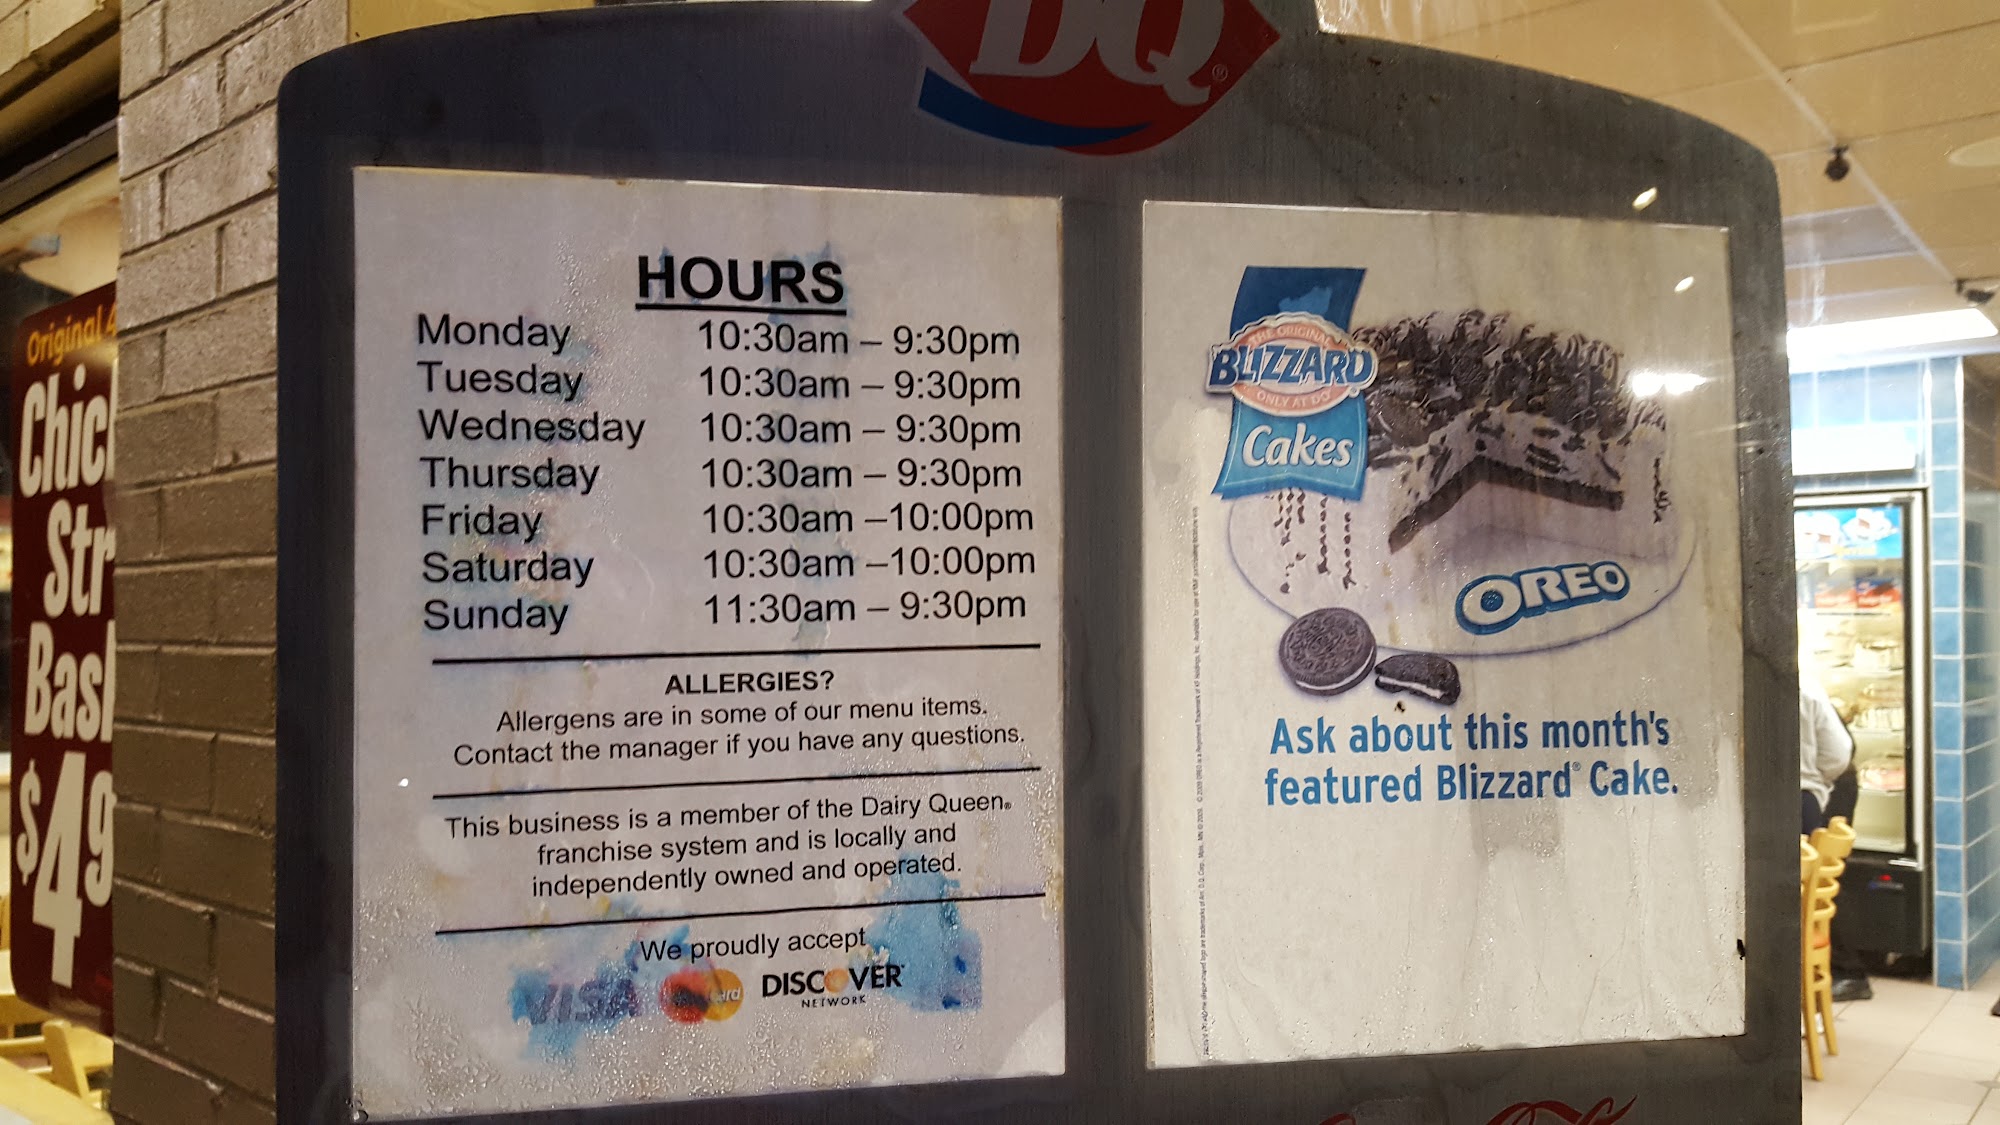 DQ®
HOURS
Monday 10:30am – 9:30pm
Tuesday 10:30am – 9:30pm
Wednesday 10:30am – 9:30pm
Thursday 10:30am – 9:30pm
Friday 10:30am –10:00pm
Saturday 10:30am –10:00pm
Sunday 11:30am – 9:30pm
ALLERGIES?
Allergens are in some of our menu items.
Contact the manager if you have any questions.
This business is a member of the Dairy Queen®
franchise system and is locally and
independently owned and operated.
We proudly accept
VISA DISCOVER
NETWORK
THE ORIGINAL
BLIZZARD
ONLY AT DQ
Cakes
OREO
Ask about this month's
featured Blizzard® Cake.
Original
$49